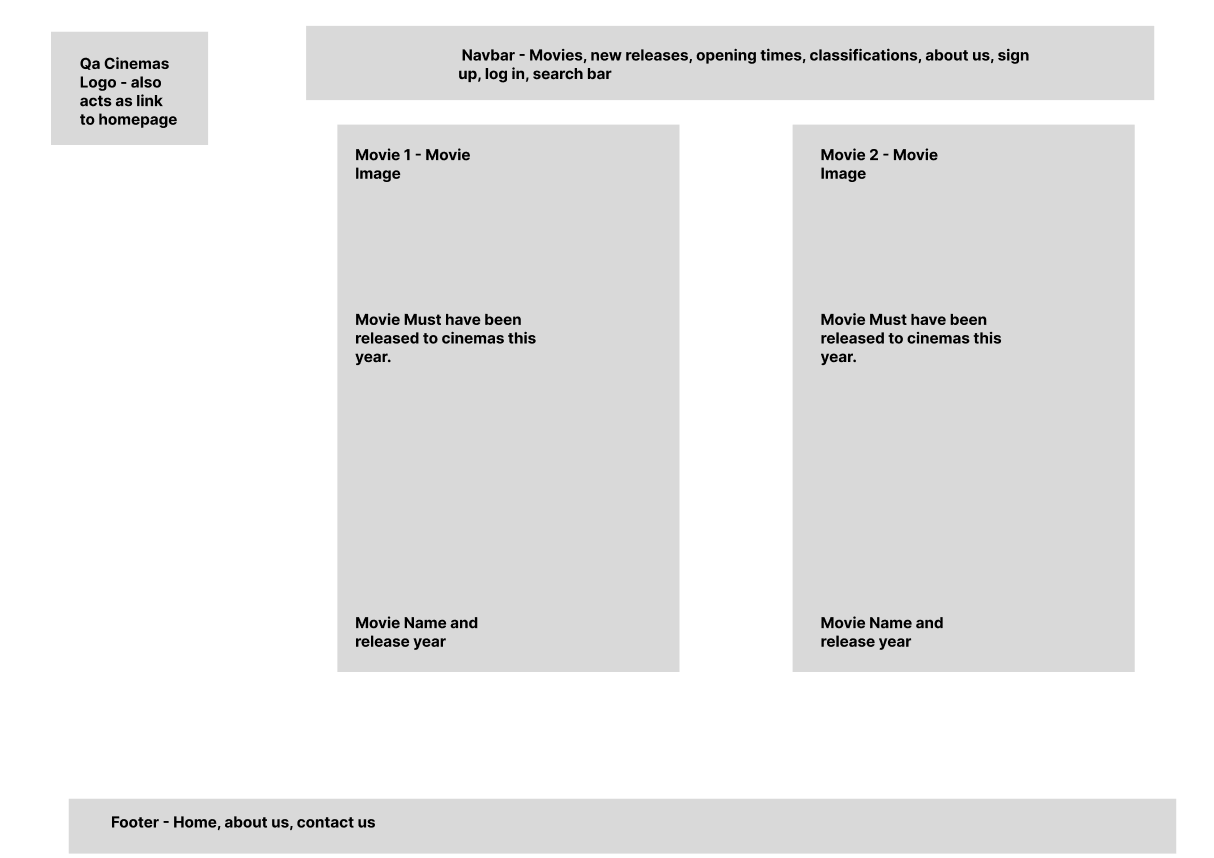 Qa Cinemas
Logo - also
acts as link
to homepage
Navbar - Movies, new releases, opening times, classifications, about us, sign
up, log in, search bar
Movie 1 - Movie
Image
Movie Must have been
released to cinemas this
year.
Movie Name and
release year
Movie 2 - Movie
Image
Movie Must have been
released to cinemas this
year.
Movie Name and
release year
Footer - Home, about us, contact us